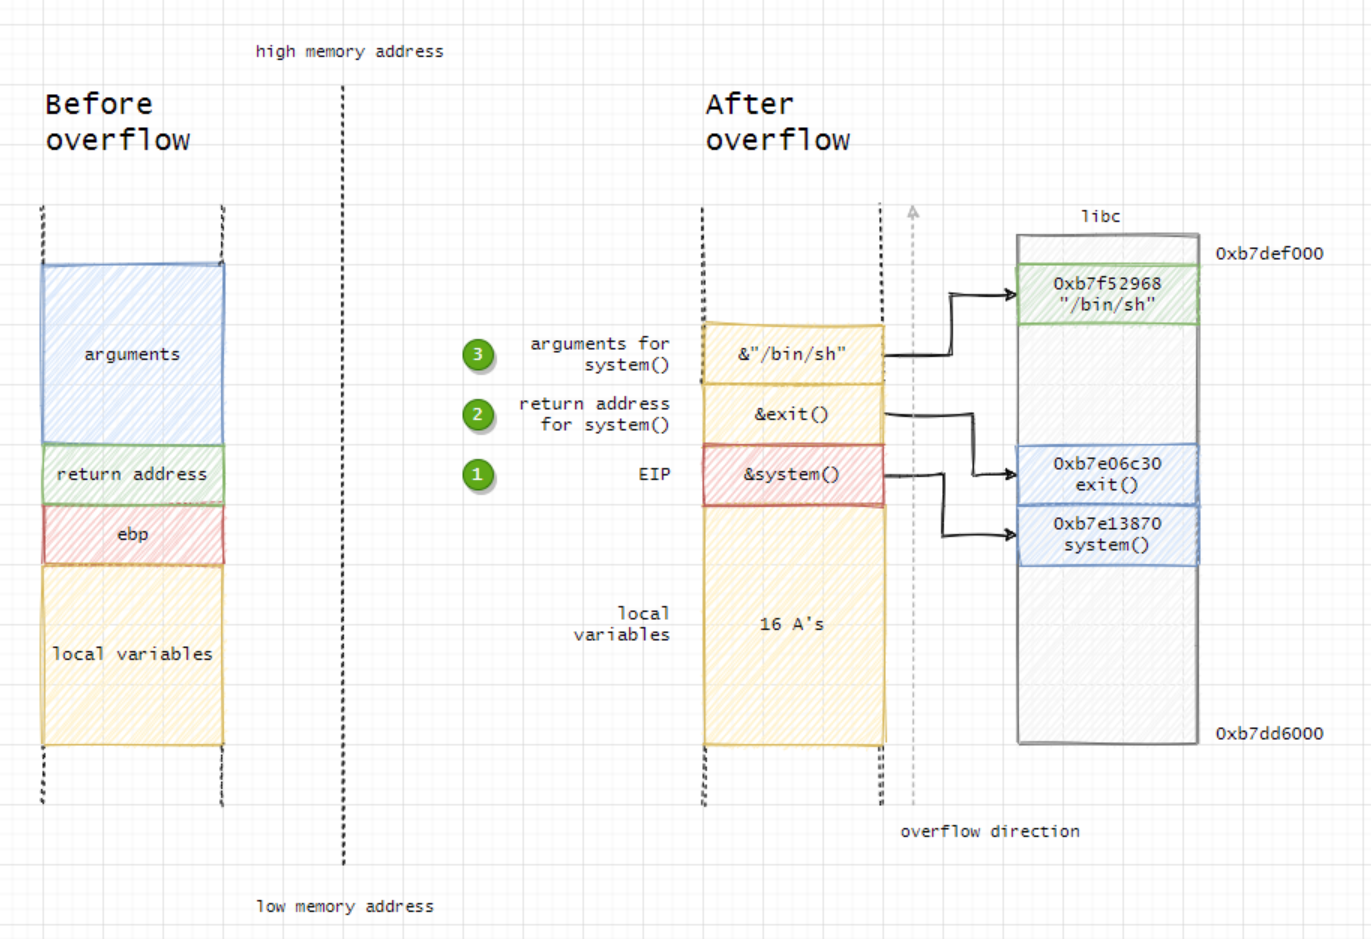 high memory address
Before
overflow
After
overflow
libc
0xb7def000
0xb7f52968
"/bin/sh"
arguments
3
arguments for
system()
&"/bin/sh"
2
return address
for system()
&exit()
return address
1
EIP
&system()
0xb7e06c30
exit()
ebp
0xb7e13870
system()
local variables
local
variables
16 A's
0xb7dd6000
overflow direction
low memory address